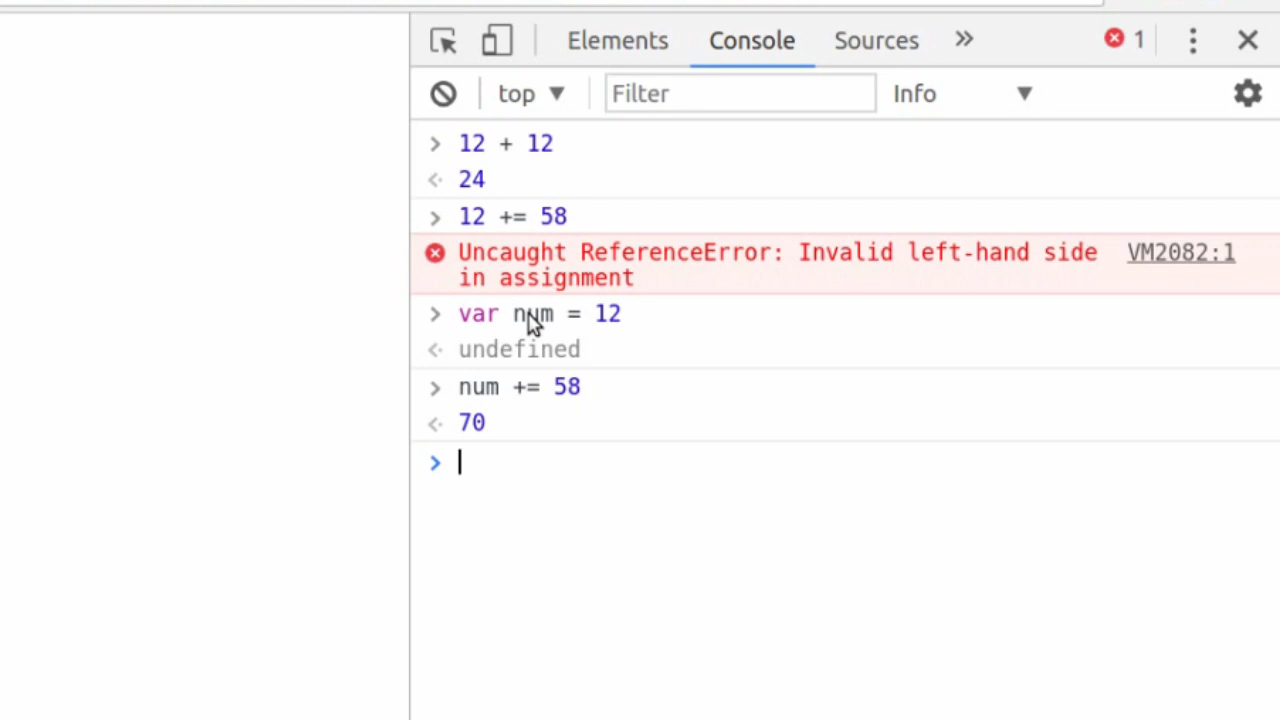 Elements Console Sources » 1
top ▼ Filter Info ▼
> 12 + 12
24
> 12 += 58
Uncaught ReferenceError: Invalid left-hand side VM2082:1
in assignment
> var num = 12
undefined
> num += 58
70
>